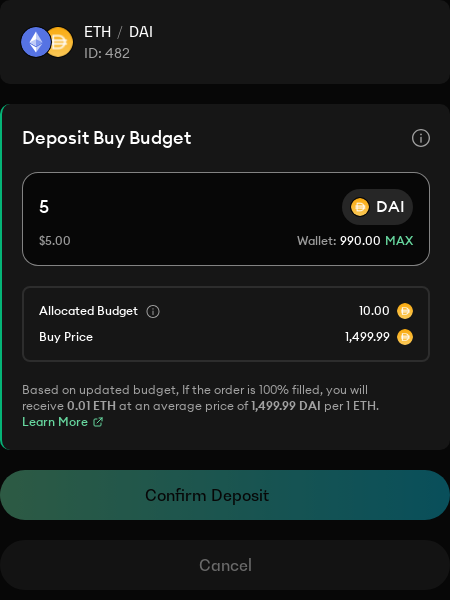 ETH / DAI
ID: 482
Deposit Buy Budget
5 DAI
$5.00 Wallet: 990.00 MAX
Allocated Budget 10.00
Buy Price 1,499.99
Based on updated budget, If the order is 100% filled, you will
receive 0.01 ETH at an average price of 1,499.99 DAI per 1 ETH.
Learn More
Confirm Deposit
Cancel